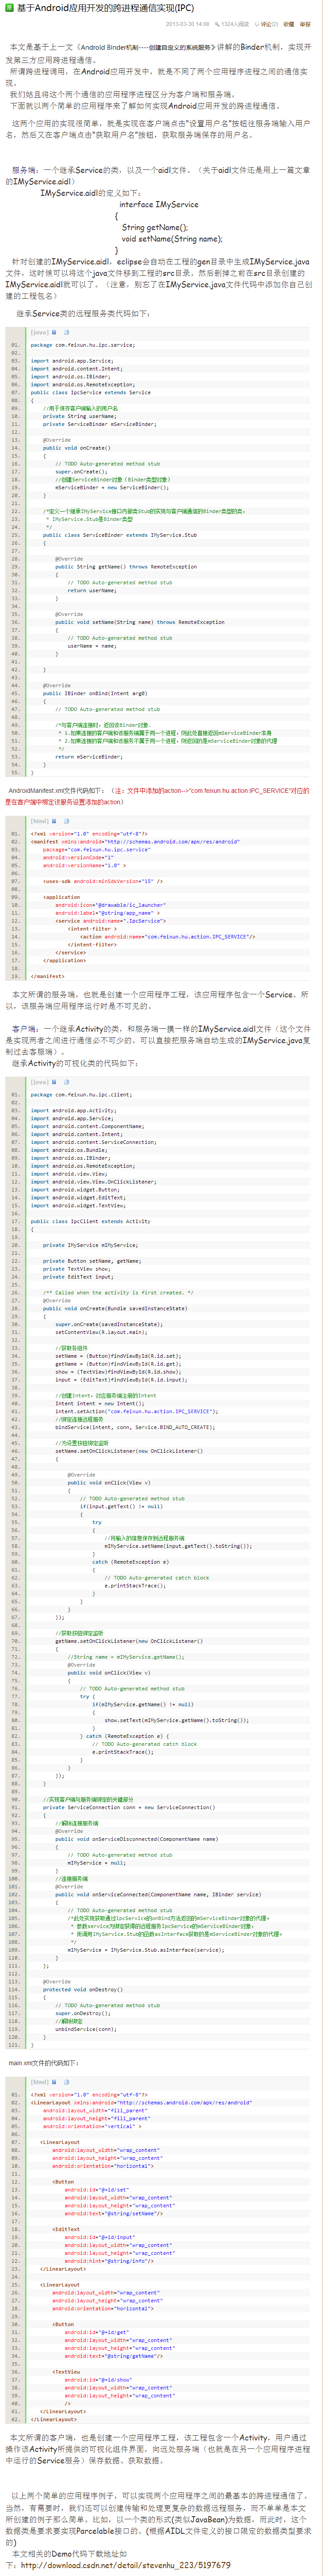 基于Android应用开发的跨进程通信实现(IPC)
2013-03-30 14:08 1324人阅读 评论(2) 收藏 举报
本文是基于上一文《Android Binder机制----创建自定义的系统服务》讲解的Binder机制，实现开
发第三方应用跨进程通信。
所谓跨进程调用，在Android应用开发中，就是不同了两个应用程序进程之间的通信实
现。
我们姑且将这个两个通信的应用程序进程区分为客户端和服务端。
下面就以两个简单的应用程序来了解如何实现Android应用开发的跨进程通信。
这两个应用的实现很简单，就是实现在客户端点击"设置用户名"按钮往服务端输入用户
名，然后又在客户端点击"获取用户名"按钮，获取服务端保存的用户名。
服务端：一个继承Service的类，以及一个aidl文件。（关于aidl文件还是用上一篇文章
的IMyService.aidl）
IMyService.aidl的定义如下：
interface IMyService
{
String getName();
void setName(String name);
}
针对创建的IMyService.aidl，eclipse会自动在工程的gen目录中生成IMyService.java
文件，这时候可以将这个java文件移到工程的src目录。然后删掉之前在src目录创建的
IMyService.aidl就可以了。（注意，别忘了在IMyService.java文件代码中添加你自己创
建的工程包名）
继承Service类的远程服务类代码如下：
[java]
01. package com.feixun.hu.ipc.service;
02.
03. import android.app.Service;
04. import android.content.Intent;
05. import android.os.IBinder;
06. import android.os.RemoteException;
07. public class IpcService extends Service
08. {
09. //用于保存客户端输入的用户名
10. private String userName;
11. private ServiceBinder mServiceBinder;
12.
13. @Override
14. public void onCreate()
15. {
16. // TODO Auto-generated method stub
17. super.onCreate();
18. //创建ServiceBinder对象（Binder类型对象）
19. mServiceBinder = new ServiceBinder();
20. }
21.
22. /*定义一个继承IMyService接口内部类Stub的实现与客户端通信的Binder类型的类，
23. * IMyService.Stub是Binder类型
24. */
25. public class ServiceBinder extends IMyService.Stub
26. {
27.
28. @Override
29. public String getName() throws RemoteException
30. {
31. // TODO Auto-generated method stub
32. return userName;
33. }
34.
35. @Override
36. public void setName(String name) throws RemoteException
37. {
38. // TODO Auto-generated method stub
39. userName = name;
40. }
41.
42. }
43.
44. @Override
45. public IBinder onBind(Intent arg0)
46. {
47. // TODO Auto-generated method stub
48.
49. /*与客户连接时，返回该Binder对象.
50. * 1.如果连接的客户端和该服务端属于同一个进程，则此处直接返回mServiceBinder本身
51. * 2.如果连接的客户端和该服务不属于同一个进程，则返回的是mServiceBinder对象的代理
52. */
53. return mServiceBinder;
54. }
55. }
AndroidManifest.xml文件代码如下：（注：文件中添加的action-->"com.feixun.hu.action.IPC_SERVICE"对应的
是在客户端中绑定该服务设置添加的action）
[html]
01. <?xml version="1.0" encoding="utf-8"?>
02. <manifest xmlns:android="http://schemas.android.com/apk/res/android"
03. package="com.feixun.hu.ipc.service"
04. android:versionCode="1"
05. android:versionName="1.0" >
06.
07. <uses-sdk android:minSdkVersion="15" />
08.
09. <application
10. android:icon="@drawable/ic_launcher"
11. android:label="@string/app_name" >
12. <service android:name=".IpcService">
13. <intent-filter >
14. <action android:name="com.feixun.hu.action.IPC_SERVICE"/>
15. </intent-filter>
16. </service>
17. </application>
18.
19. </manifest>
本文所谓的服务端，也就是创建一个应用程序工程，该应用程序包含一个Service。所
以，该服务端应用程序运行时是不可见的。
客户端：一个继承Activity的类，和服务端一摸一样的IMyService.aidl文件（这个文件
是实现两者之间进行通信必不可少的。可以直接把服务端自动生成的IMyService.java复
制过去客服端）。
继承Activity的可视化类的代码如下：
[java]
01. package com.feixun.hu.ipc.client;
02.
03. import android.app.Activity;
04. import android.app.Service;
05. import android.content.ComponentName;
06. import android.content.Intent;
07. import android.content.ServiceConnection;
08. import android.os.Bundle;
09. import android.os.IBinder;
10. import android.os.RemoteException;
11. import android.view.View;
12. import android.view.View.OnClickListener;
13. import android.widget.Button;
14. import android.widget.EditText;
15. import android.widget.TextView;
16.
17. public class IpcClient extends Activity
18. {
19.
20. private IMyService mIMyService;
21.
22. private Button setName, getName;
23. private TextView show;
24. private EditText input;
25.
26. /** Called when the activity is first created. */
27. @Override
28. public void onCreate(Bundle savedInstanceState)
29. {
30. super.onCreate(savedInstanceState);
31. setContentView(R.layout.main);
32.
33. //获取各组件
34. setName = (Button)findViewById(R.id.set);
35. getName = (Button)findViewById(R.id.get);
36. show = (TextView)findViewById(R.id.show);
37. input = (EditText)findViewById(R.id.input);
38.
39. //创建Intent，对应服务端注册的Intent
40. Intent intent = new Intent();
41. intent.setAction("com.feixun.hu.action.IPC_SERVICE");
42. //绑定连接远程服务
43. bindService(intent, conn, Service.BIND_AUTO_CREATE);
44.
45. //为设置按钮绑定监听
46. setName.setOnClickListener(new OnClickListener()
47. {
48.
49. @Override
50. public void onClick(View v)
51. {
52. // TODO Auto-generated method stub
53. if(input.getText() != null)
54. {
55. try
56. {
57. //将输入的信息保存到远程服务端
58. mIMyService.setName(input.getText().toString());
59. }
60. catch (RemoteException e)
61. {
62. // TODO Auto-generated catch block
63. e.printStackTrace();
64. }
65. }
66. }
67. });
68.
69. //获取按钮绑定监听
70. getName.setOnClickListener(new OnClickListener()
71. {
72. //String name = mIMyService.getName();
73. @Override
74. public void onClick(View v)
75. {
76. // TODO Auto-generated method stub
77. try {
78. if(mIMyService.getName() != null)
79. {
80. show.setText(mIMyService.getName().toString());
81. }
82. } catch (RemoteException e) {
83. // TODO Auto-generated catch block
84. e.printStackTrace();
85. }
86. }
87. });
88. }
89.
90. //实现客户端与服务端绑定的关键部分
91. private ServiceConnection conn = new ServiceConnection()
92. {
93. //解除连接服务端
94. @Override
95. public void onServiceDisconnected(ComponentName name)
96. {
97. // TODO Auto-generated method stub
98. mIMyService = null;
99. }
100. //连接服务端
101. @Override
102. public void onServiceConnected(ComponentName name, IBinder service)
103. {
104. // TODO Auto-generated method stub
105. /*此处实现获取通过IpcService的onBind方法返回的mServiceBinder对象的代理。
106. * 参数service为绑定获得的远程服务IpcService的mServiceBinder对象，
107. * 而调用IMyService.Stub的函数asInterface获取的是mServiceBinder对象的代理。
108. */
109. mIMyService = IMyService.Stub.asInterface(service);
110. }
111. };
112.
113. @Override
114. protected void onDestroy()
115. {
116. // TODO Auto-generated method stub
117. super.onDestroy();
118. //解除绑定
119. unbindService(conn);
120. }
121. }
main.xml文件的代码如下：
[html]
01. <?xml version="1.0" encoding="utf-8"?>
02. <LinearLayout xmlns:android="http://schemas.android.com/apk/res/android"
03. android:layout_width="fill_parent"
04. android:layout_height="fill_parent"
05. android:orientation="vertical" >
06.
07. <LinearLayout
08. android:layout_width="wrap_content"
09. android:layout_height="wrap_content"
10. android:orientation="horizontal">
11.
12. <Button
13. android:id="@+id/set"
14. android:layout_width="wrap_content"
15. android:layout_height="wrap_content"
16. android:text="@string/setName"/>
17.
18. <EditText
19. android:id="@+id/input"
20. android:layout_width="wrap_content"
21. android:layout_height="wrap_content"
22. android:hint="@string/info"/>
23. </LinearLayout>
24.
25. <LinearLayout
26. android:layout_width="wrap_content"
27. android:layout_height="wrap_content"
28. android:orientation="horizontal">
29.
30. <Button
31. android:id="@+id/get"
32. android:layout_width="wrap_content"
33. android:layout_height="wrap_content"
34. android:text="@string/getName"/>
35.
36. <TextView
37. android:id="@+id/show"
38. android:layout_width="wrap_content"
39. android:layout_height="wrap_content"
40. />
41. </LinearLayout>
42. </LinearLayout>
本文所谓的客户端，也是创建一个应用程序工程，该工程包含一个Activity，用户通过
操作该Activity所提供的可视化组件界面，向远处服务端（也就是在另一个应用程序进程
中运行的Service服务）保存数据、获取数据。
以上两个简单的应用程序例子，可以实现两个应用程序之间的最基本的跨进程通信了。
当然，有需要时，我们还可以创建传输和处理更复杂的数据远程服务，而不单单是本文
所创建的例子那么简单。比如，以一个类的形式(类似JavaBean)为数据。而此时，这个
数据类是要求要实现Parcelable接口的。(根据AIDL文件定义的接口限定的数据类型要求
的)
本文相关的Demo代码下载地址如
下：http://download.csdn.net/detail/stevenhu_223/5197679